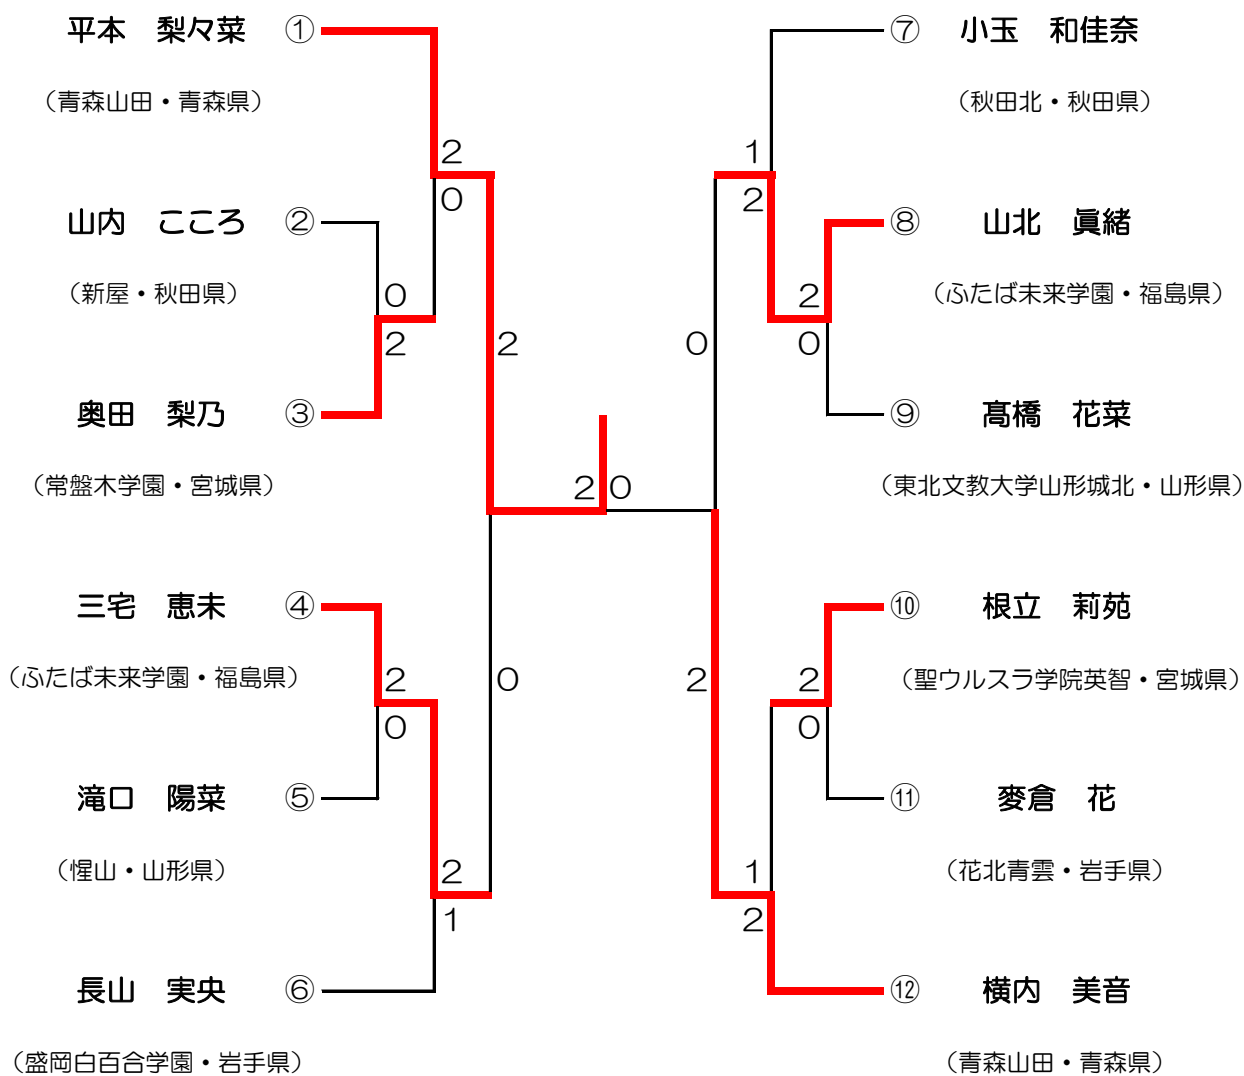 平本　梨々菜 ①
（青森山田・青森県）
山内　こころ ②
（新屋・秋田県）
奥田　梨乃 ③
（常盤木学園・宮城県）
三宅　恵未 ④
（ふたば未来学園・福島県）
滝口　陽菜 ⑤
（惺山・山形県）
長山　実央 ⑥
（盛岡白百合学園・岩手県）
2
0
0
2
2
2
0
0
2
1
2 0
1
2
2
0
0
2
2
0
1
2
⑦ 小玉　和佳奈
（秋田北・秋田県）
⑧ 山北　眞緒
（ふたば未来学園・福島県）
⑨ 髙橋　花菜
（東北文教大学山形城北・山形県）
⑩ 根立　莉苑
（聖ウルスラ学院英智・宮城県）
⑪ 麥倉　花
（花北青雲・岩手県）
⑫ 横内　美音
（青森山田・青森県）